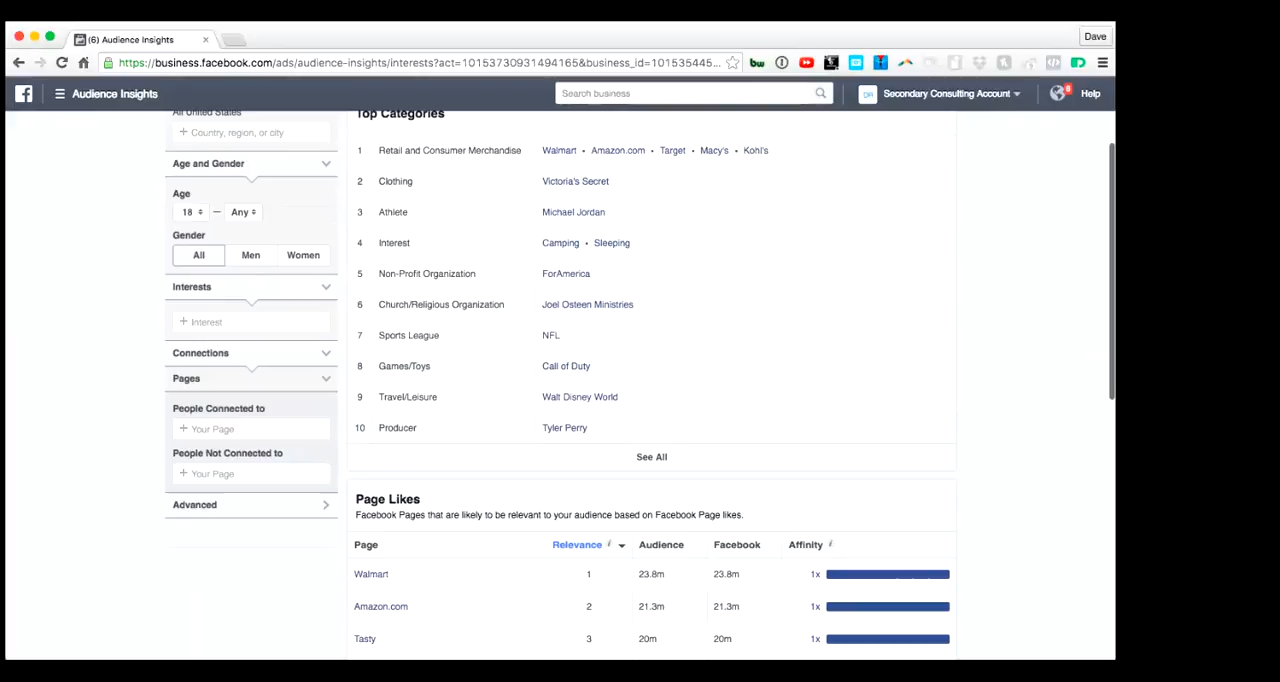 (6) Audience Insights ×
Dave
https://business.facebook.com/ads/audience-insights/interests?act=10153730931494165&business_id=101535445...
Audience Insights
Search business
DA Secondary Consulting Account
8
Help
All United States
+ Country, region, or city
Age and Gender
Age
18 — Any
Gender
All Men Women
Interests
+ Interest
Connections
Pages
People Connected to
+ Your Page
People Not Connected to
+ Your Page
Advanced
Top Categories
1 Retail and Consumer Merchandise Walmart • Amazon.com • Target • Macy's • Kohl's
2 Clothing Victoria's Secret
3 Athlete Michael Jordan
4 Interest Camping • Sleeping
5 Non-Profit Organization ForAmerica
6 Church/Religious Organization Joel Osteen Ministries
7 Sports League NFL
8 Games/Toys Call of Duty
9 Travel/Leisure Walt Disney World
10 Producer Tyler Perry
See All
Page Likes
Facebook Pages that are likely to be relevant to your audience based on Facebook Page likes.
Page Relevance i Audience Facebook Affinity i
Walmart 1 23.8m 23.8m 1x
Amazon.com 2 21.3m 21.3m 1x
Tasty 3 20m 20m 1x